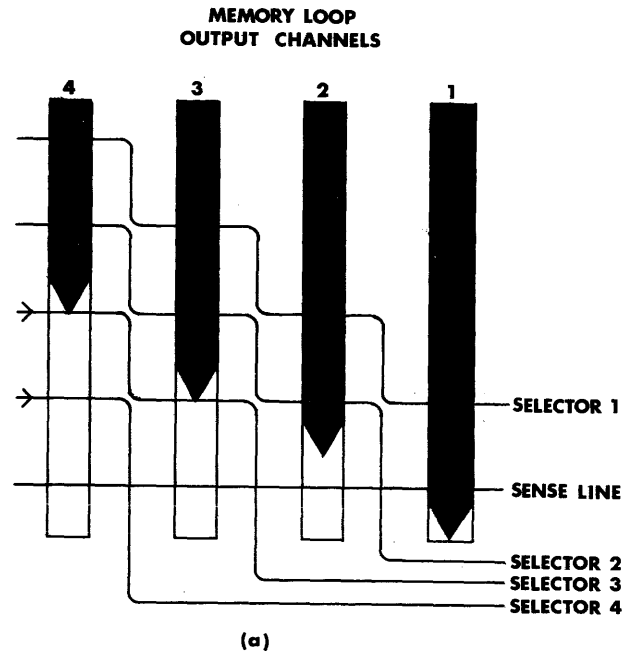 MEMORY LOOP
OUTPUT CHANNELS
4 3 2 1
SELECTOR 1
SENSE LINE
SELECTOR 2
SELECTOR 3
SELECTOR 4
(a)